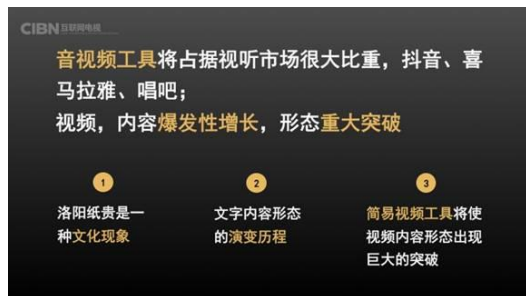 CIBN互联网电视
音视频工具将占据视听市场很大比重，抖音、喜
马拉雅、唱吧；
视频，内容爆发性增长，形态重大突破
1
洛阳纸贵是一
种文化现象
2
文字内容形态
的演变历程
3
简易视频工具将使
视频内容形态出现
巨大的突破